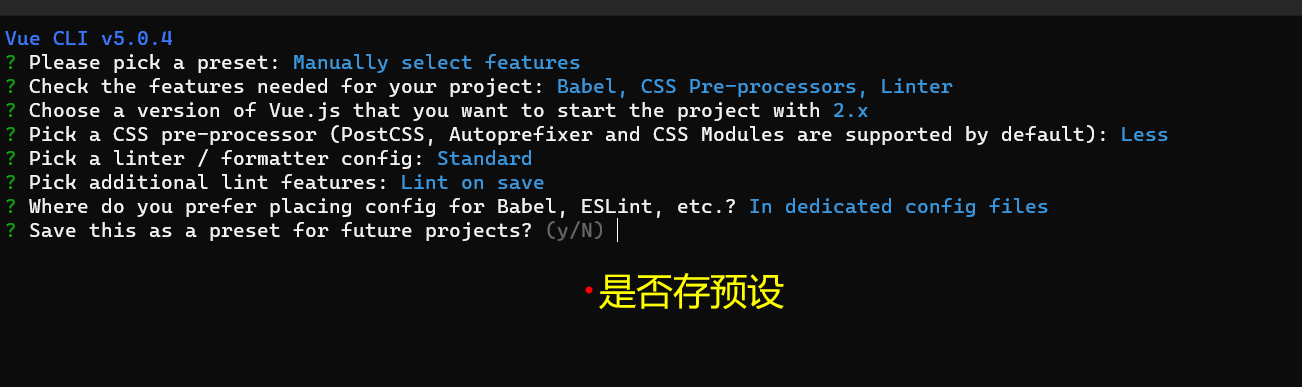 Vue CLI v5.0.4
? Please pick a preset: Manually select features
? Check the features needed for your project: Babel, CSS Pre-processors, Linter
? Choose a version of Vue.js that you want to start the project with 2.x
? Pick a CSS pre-processor (PostCSS, Autoprefixer and CSS Modules are supported by default): Less
? Pick a linter / formatter config: Standard
? Pick additional lint features: Lint on save
? Where do you prefer placing config for Babel, ESLint, etc.? In dedicated config files
? Save this as a preset for future projects? (y/N)
是否存预设